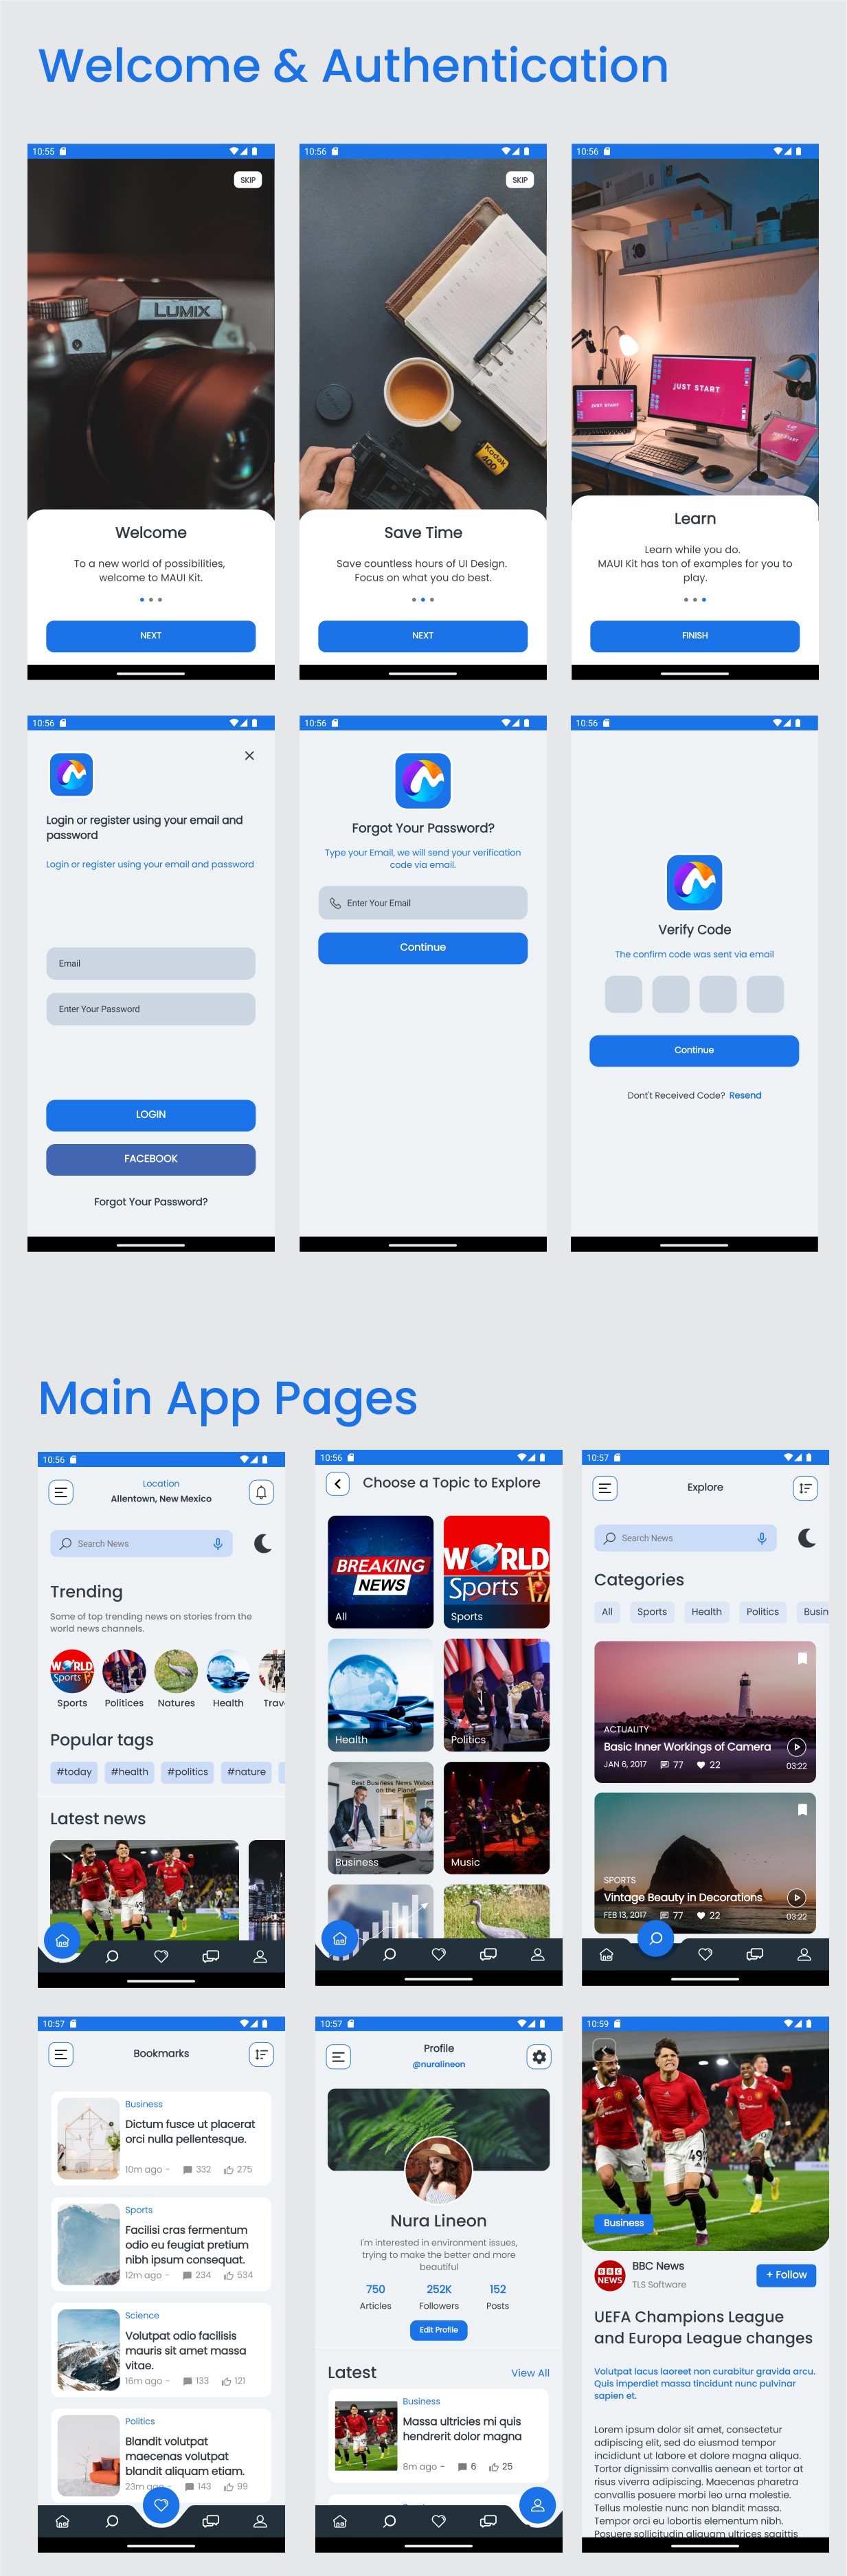 Welcome & Authentication
10:55
SKIP
LUMIX
Welcome
To a new world of possibilities,
welcome to MAUI Kit.
NEXT
10:56
SKIP
Kodak
400
Save Time
Save countless hours of UI Design.
Focus on what you do best.
NEXT
10:56
JUST START
JUST START
START
Learn
Learn while you do.
MAUI Kit has ton of examples for you to
play.
FINISH
10:56
Login or register using your email and
password
Login or register using your email and password
Email
Enter Your Password
LOGIN
FACEBOOK
Forgot Your Password?
10:56
Forgot Your Password?
Type your Email, we will send your verification
code via email.
Enter Your Email
Continue
10:56
Verify Code
The confirm code was sent via email
Continue
Dont't Received Code? Resend
Main App Pages
10:56
Location
Allentown, New Mexico
Search News
Trending
Some of top trending news on stories from the
world news channels.
WORLD
Sports
Sports
Politices
Natures
Health
Trav
Popular tags
#today
#health
#politics
#nature
Latest news
10:56
Choose a Topic to Explore
BREAKING
NEWS
All
WORLD
Sports
Sports
Health
Politics
Best Business News Websit
on the Planet
Business
Music
10:57
Explore
Search News
Categories
All
Sports
Health
Politics
Busin
ACTUALITY
Basic Inner Workings of Camera
JAN 6, 2017 77 22
03:22
SPORTS
Vintage Beauty in Decorations
FEB 13, 2017 77 22
03:22
10:57
Bookmarks
Business
Dictum fusce ut placerat
orci nulla pellentesque.
10m ago - 332 275
Sports
Facilisi cras fermentum
odio eu feugiat pretium
nibh ipsum consequat.
12m ago - 234 534
Science
Volutpat odio facilisis
mauris sit amet massa
vitae.
16m ago - 133 121
Politics
Blandit volutpat
maecenas volutpat
blandit aliquam etiam.
23m ago 143 99
10:57
Profile
@nuralineon
Nura Lineon
I'm interested in environment issues,
trying to make the better and more
beautiful
750
Articles
252K
Followers
152
Posts
Edit Profile
Latest
View All
Business
Massa ultricies mi quis
hendrerit dolor magna
8m ago - 6 25
10:59
49
Business
BBC
NEWS
BBC News
TLS Software
+ Follow
UEFA Champions League
and Europa League changes
Volutpat lacus laoreet non curabitur gravida arcu.
Quis imperdiet massa tincidunt nunc pulvinar
sapien et.
Lorem ipsum dolor sit amet, consectetur
adipiscing elit, sed do eiusmod tempor
incididunt ut labore et dolore magna aliqua.
Tortor dignissim convallis aenean et tortor at
risus viverra adipiscing. Maecenas pharetra
convallis posuere morbi leo urna molestie.
Tellus molestie nunc non blandit massa.
Tempor orci eu lobortis elementum nibh.
Posuere sollicitudin aliquam ultrices sagittis